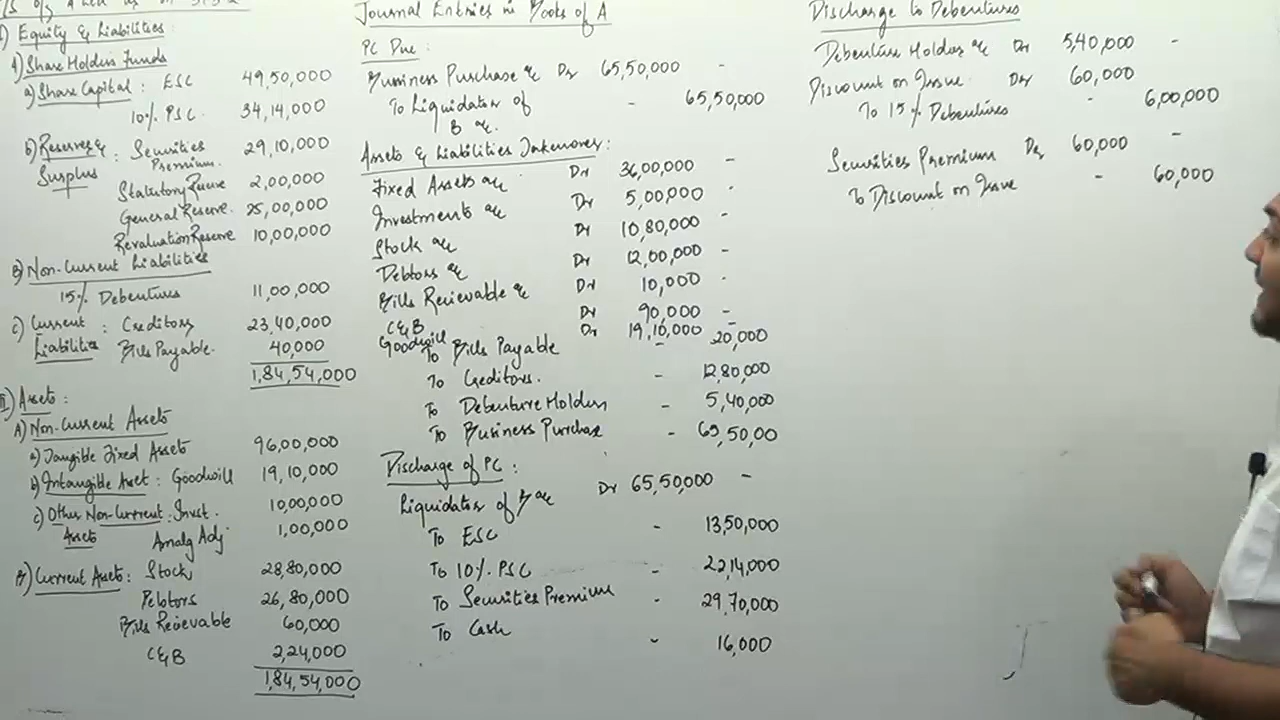 B/S of A Ltd as on 31.3.2
I) Equity & Liabilities:
A) Share Holders Funds
a) Share Capital : ESC 49,50,000
10% PSC. 34,14,000
b) Reserves & Surplus : Securities Premium. 29,10,000
Statutory Reserve 2,00,000
General Reserve. 25,00,000
Revaluation Reserve 10,00,000
B) Non-Current Liabilities
15% Debentures 11,00,000
C) Current Liabilities : Creditors 23,40,000
Bills Payable. 40,000
1,84,54,000
II) Assets :
A) Non-Current Assets
a) Tangible Fixed Assets 96,00,000
b) Intangible Asset : Goodwill 19,10,000
c) Other Non-Current Assets : Invst. 10,00,000
Amalg Adj 1,00,000
B) Current Assets : Stock 28,80,000
Debtors 26,80,000
Bills Recievable 60,000
C&B 2,24,000
1,84,54,000
Journal Entries in Books of A
PC Due :
Business Purchase a/c Dr 65,50,000 -
To Liquidator of B a/c. - 65,50,000
Assets & Liabilities Takenover :
Fixed Assets a/c Dr 36,00,000 -
Investments a/c Dr 5,00,000 -
Stock a/c Dr 10,80,000 -
Debtors a/c Dr 12,00,000 -
Bills Recievable a/c Dr 10,000 -
C&B Dr 90,000 -
Goodwill Dr 19,10,000 -
To Bills Payable - 20,000
To Creditors. - 12,80,000
To Debenture Holders - 5,40,000
To Business Purchase - 65,50,00
Discharge of PC :
Liquidator of B a/c Dr 65,50,000 -
To ESC - 13,50,000
To 10% PSC - 22,14,000
To Securities Premium - 29,70,000
To Cash - 16,000
Discharge to Debentures
Debenture Holder a/c Dr 5,40,000 -
Discount on Issue Dr 60,000
To 15% Debentures - 6,00,000
Securities Premium Dr 60,000 -
To Discount on Issue - 60,000